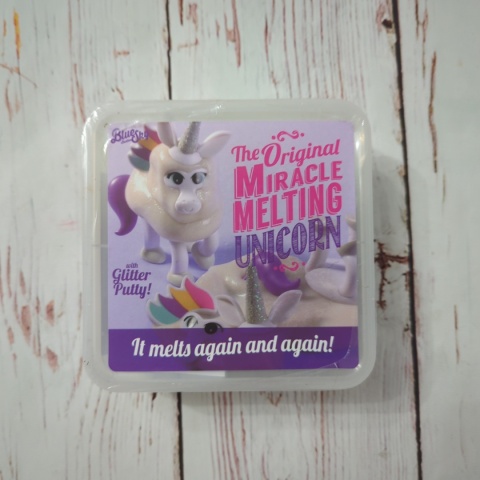 BlueSky
The Original
MIRACLE
MELTING
UNICORN
with
Glitter
Putty!
It melts again and again!